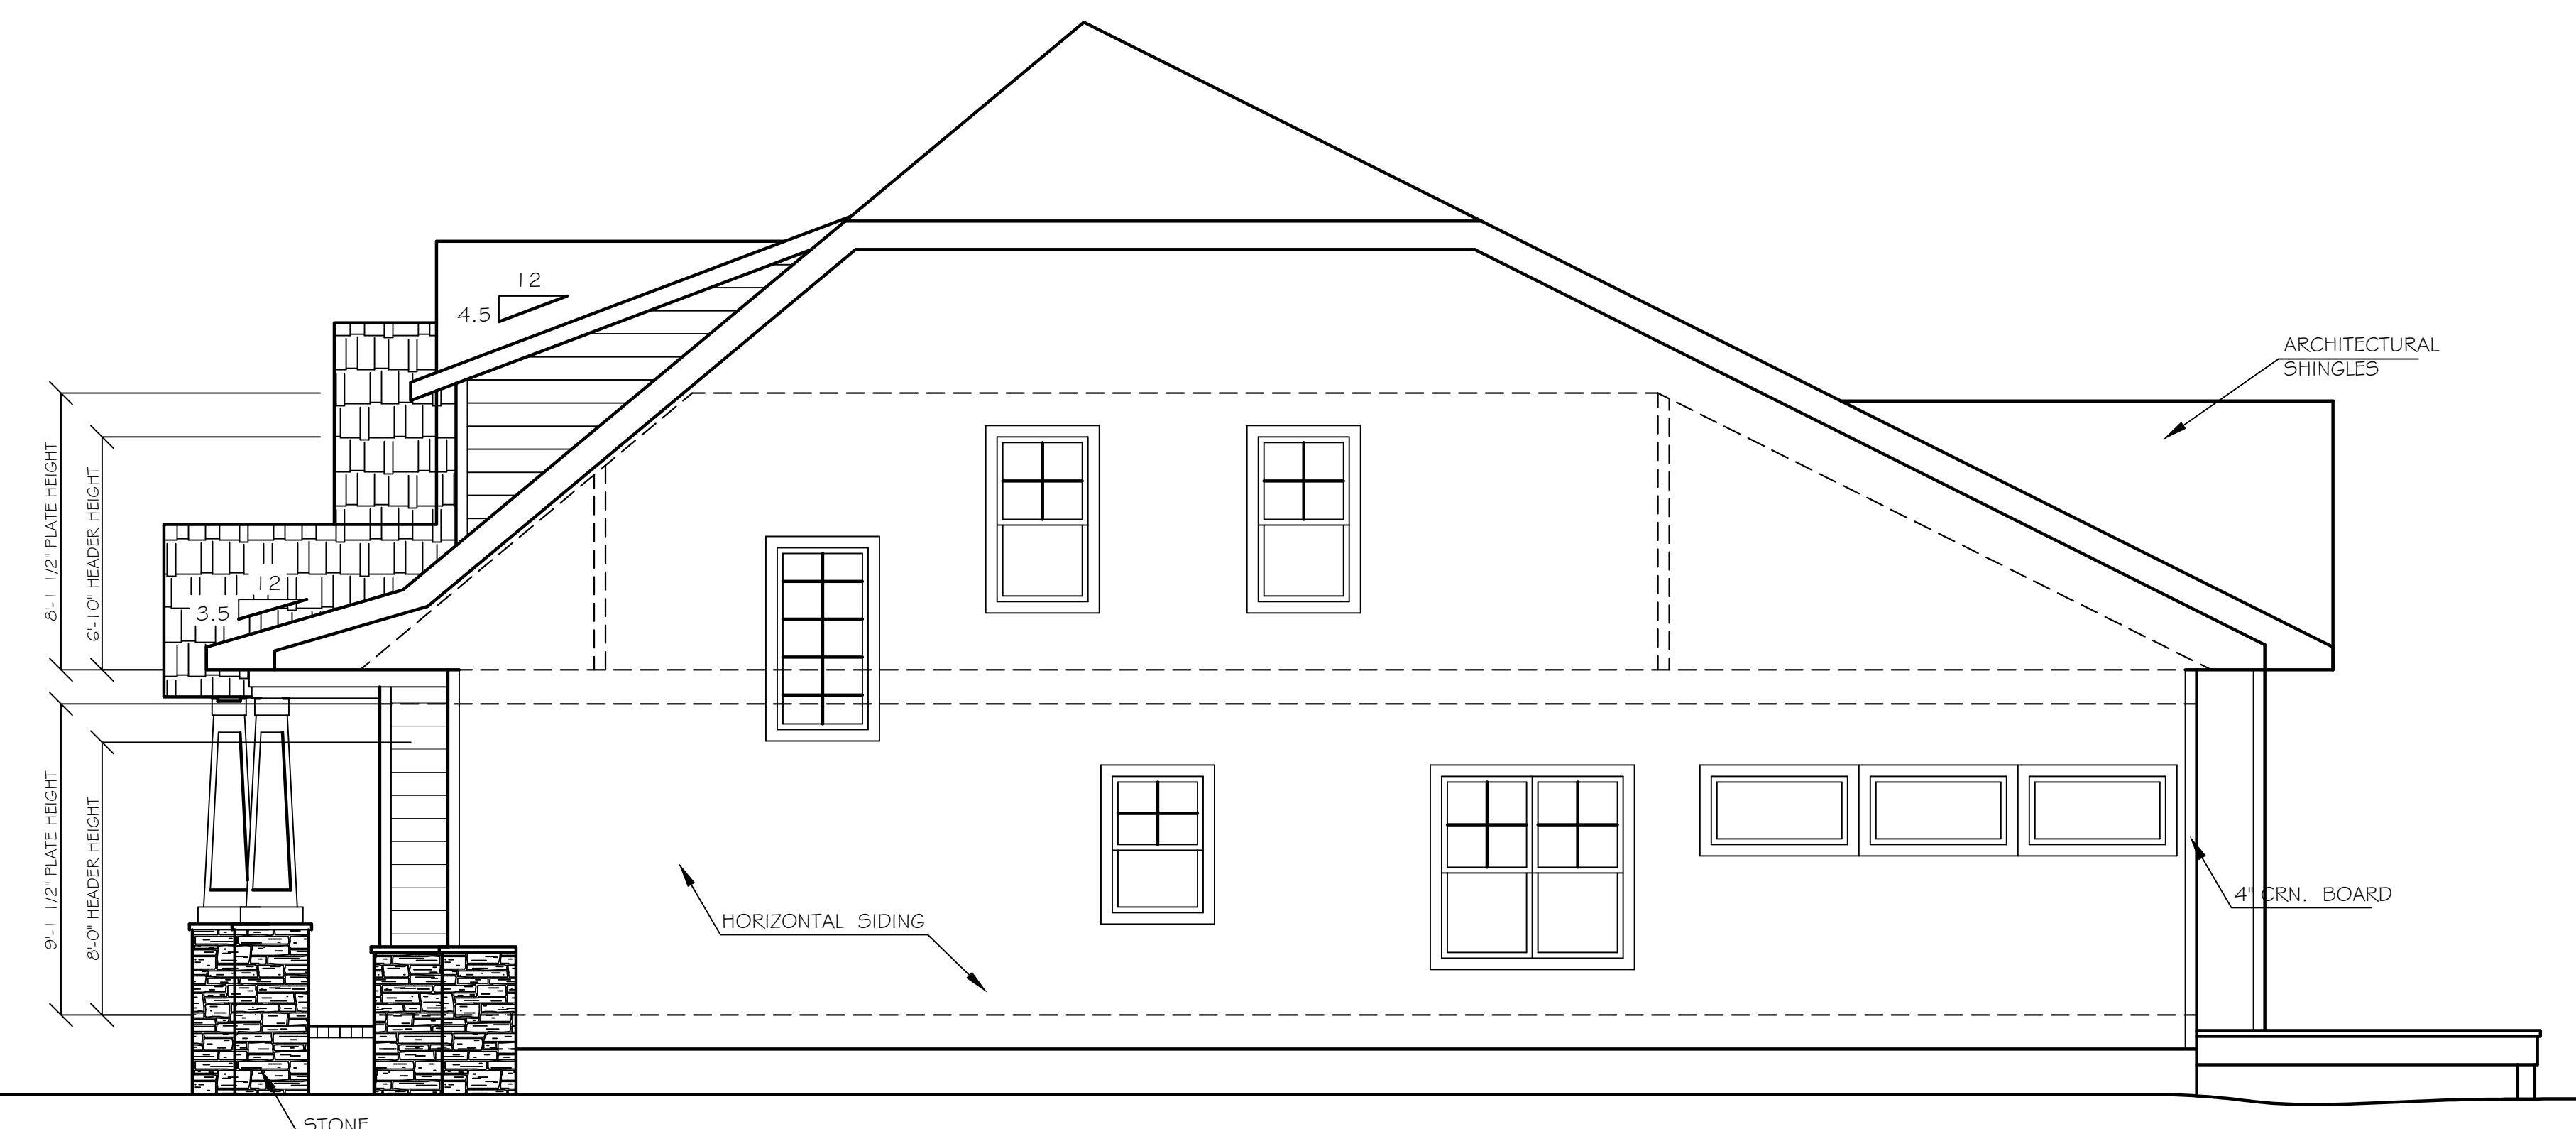 12
4.5
ARCHITECTURAL
SHINGLES
8'-1 1/2" PLATE HEIGHT
6'-10" HEADER HEIGHT
12
3.5
9'-1 1/2" PLATE HEIGHT
8'-0" HEADER HEIGHT
4" CRN. BOARD
HORIZONTAL SIDING
STONE